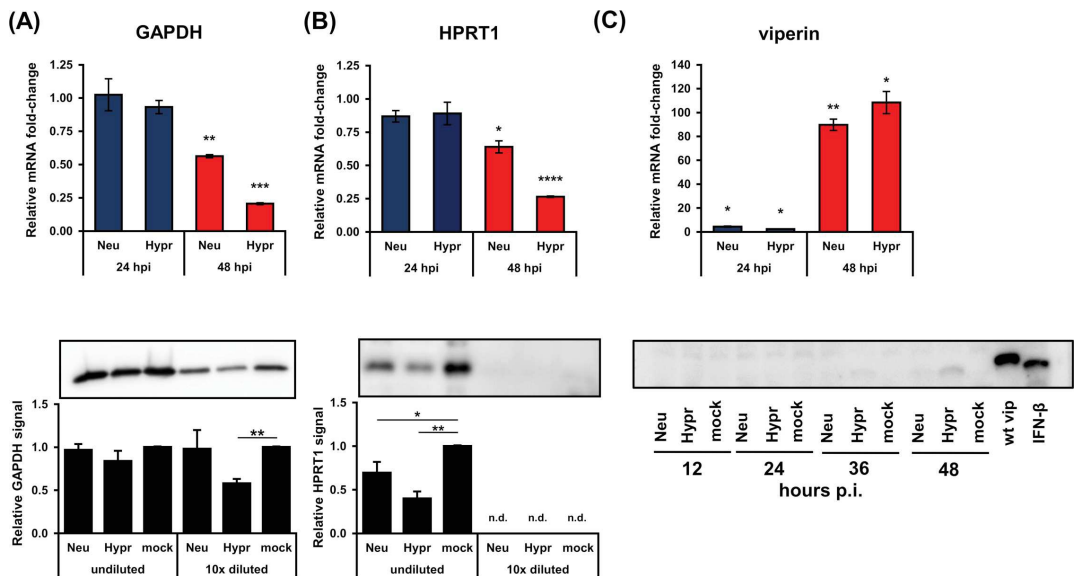 (A)
GAPDH
Relative mRNA fold-change
1.25
1.00
0.75
0.50
0.25
0.00
**
***
Neu Hypr Neu Hypr
24 hpi 48 hpi
(B)
HPRT1
Relative mRNA fold-change
1.25
1.00
0.75
0.50
0.25
0.00
*
****
Neu Hypr Neu Hypr
24 hpi 48 hpi
(C)
viperin
Relative mRNA fold-change
140
120
100
80
60
40
20
0
* * ** *
Neu Hypr Neu Hypr
24 hpi 48 hpi
Relative GAPDH signal
1.5
1.0
0.5
0.0
**
Neu Hypr mock Neu Hypr mock
undiluted 10x diluted
Relative HPRT1 signal
1.5
1.0
0.5
0.0
*
**
n.d. n.d. n.d.
Neu Hypr mock Neu Hypr mock
undiluted 10x diluted
Neu Hypr mock Neu Hypr mock Neu Hypr mock Neu Hypr mock wt vip IFN-β
12 24 36 48
hours p.i.